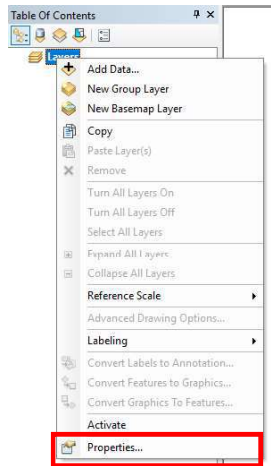 Table Of Contents
Layers
Add Data...
New Group Layer
New Basemap Layer
Copy
Paste Layer(s)
Remove
Turn All Layers On
Turn All Layers Off
Select All Layers
Expand All Layers
Collapse All Layers
Reference Scale
Advanced Drawing Options...
Labeling
Convert Labels to Annotation...
Convert Features to Graphics...
Convert Graphics To Features...
Activate
Properties...